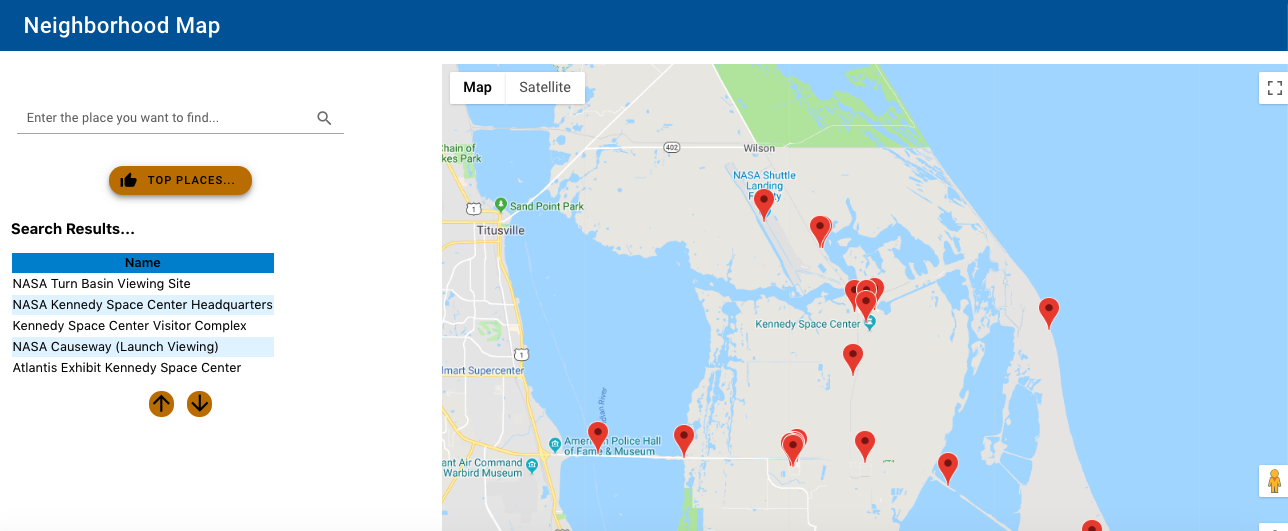 Neighborhood Map
Enter the place you want to find...
TOP PLACES...
Search Results...
Name
NASA Turn Basin Viewing Site
NASA Kennedy Space Center Headquarters
Kennedy Space Center Visitor Complex
NASA Causeway (Launch Viewing)
Atlantis Exhibit Kennedy Space Center
Map
Satellite
402
Wilson
hain of
kes Park
NASA Shuttle
Landing
1
Sand Point Park
Titusville
Kennedy Space Center
1
lmart Supercenter
Police Hall
of Fame & Museum
ant Air Command
Warbird Museum